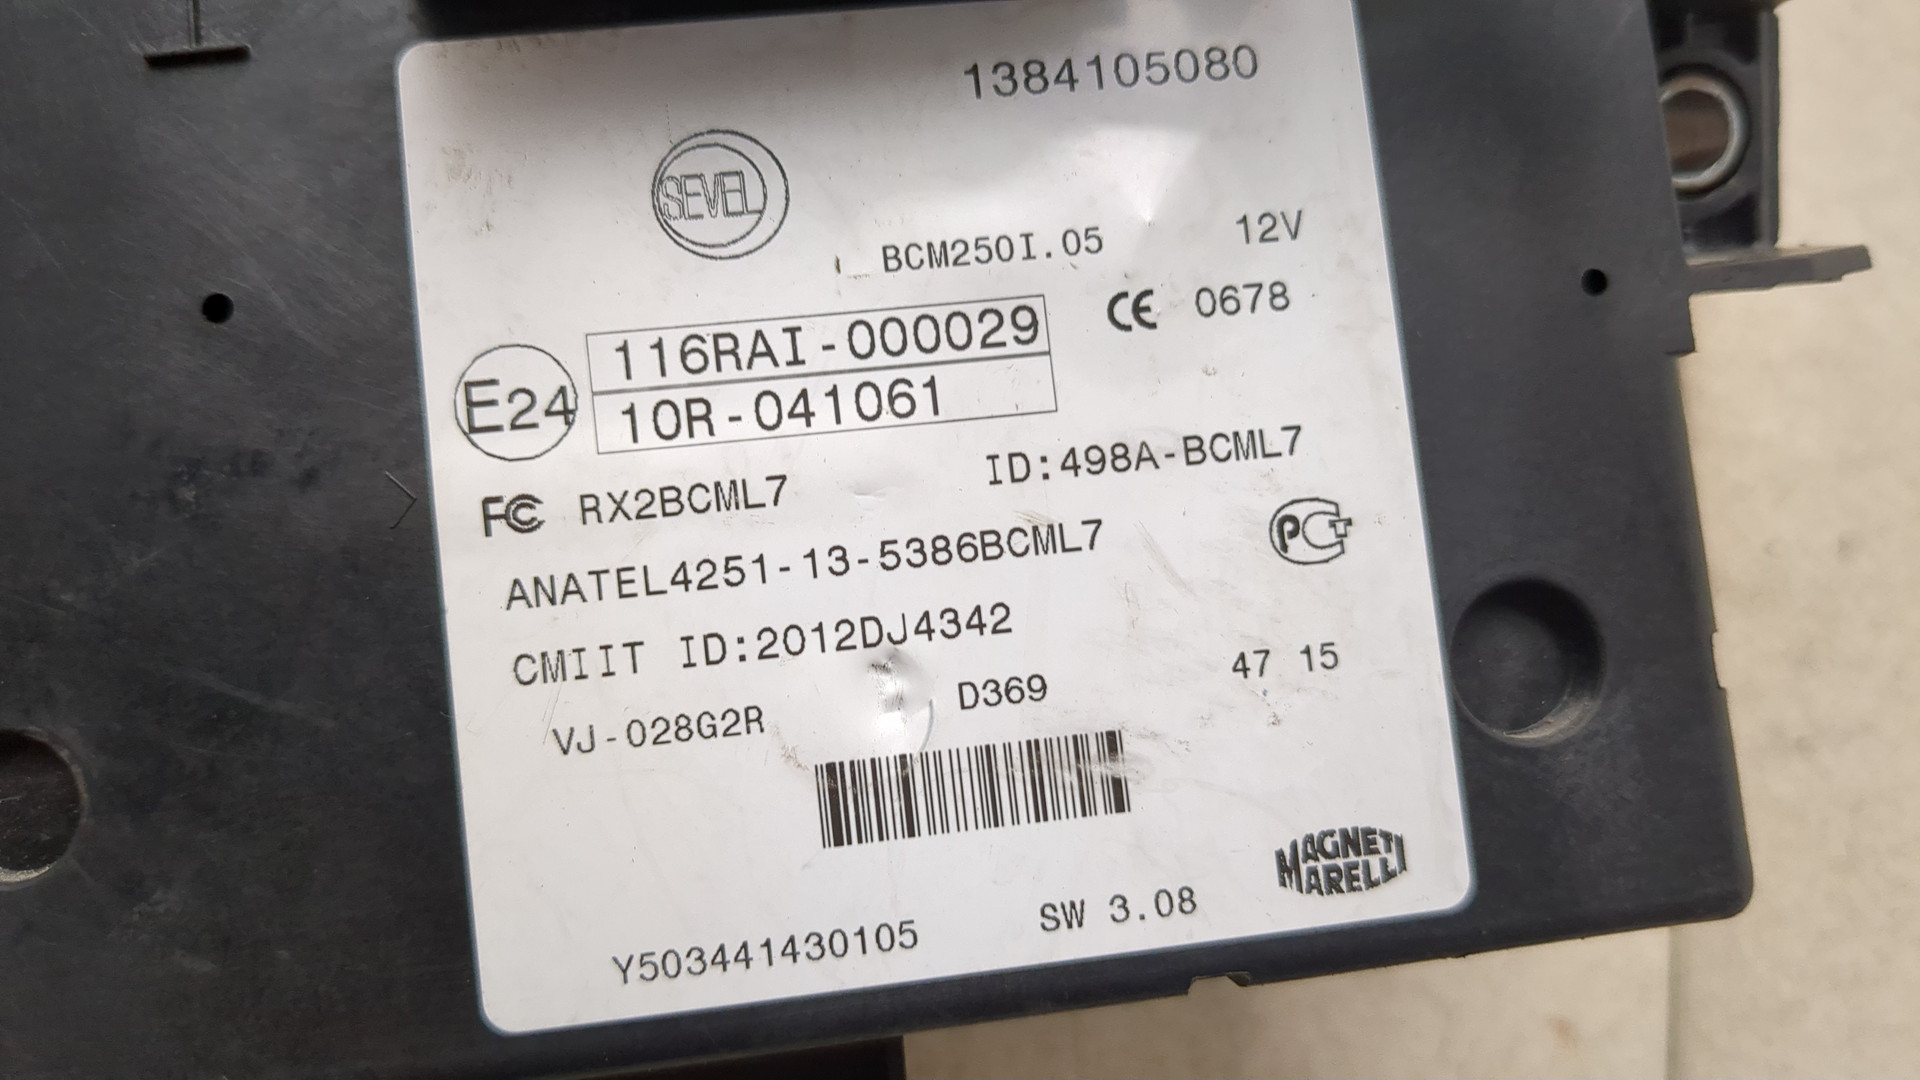 1384105080
SEVEL
BCM250I.05 12V
CE 0678
E24 116RAI-000029
10R-041061
FC RX2BCML7 ID:498A-BCML7
ANATEL4251-13-5386BCML7 PCT
CMIIT ID:2012DJ4342
VJ-028G2R D369 47 15
MAGNETI
MARELLI
Y503441430105 SW 3.08